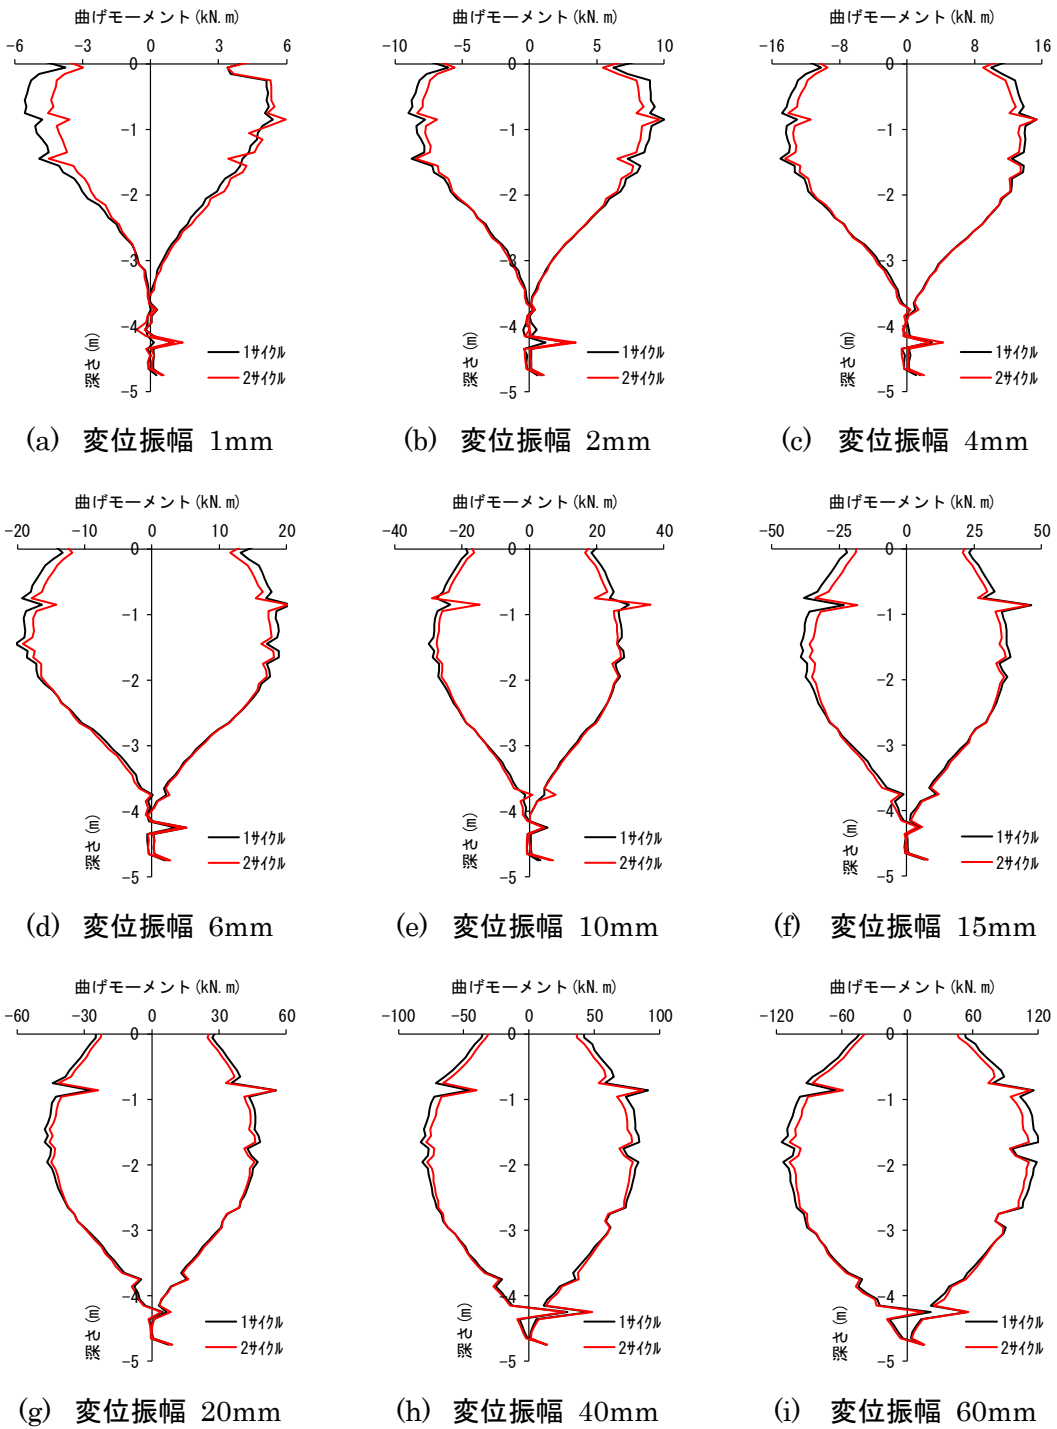 曲げモーメント(kN.m)
-6 -3 0 3 6
0
-1
-2
-3
-4
-5
深さ(m)
1サイクル
2サイクル
(a) 変位振幅 1mm
曲げモーメント(kN.m)
-10 -5 0 5 10
0
-1
-2
-3
-4
-5
深さ(m)
1サイクル
2サイクル
(b) 変位振幅 2mm
曲げモーメント(kN.m)
-16 -8 0 8 16
0
-1
-2
-3
-4
-5
深さ(m)
1サイクル
2サイクル
(c) 変位振幅 4mm
曲げモーメント(kN.m)
-20 -10 0 10 20
0
-1
-2
-3
-4
-5
深さ(m)
1サイクル
2サイクル
(d) 変位振幅 6mm
曲げモーメント(kN.m)
-40 -20 0 20 40
0
-1
-2
-3
-4
-5
深さ(m)
1サイクル
2サイクル
(e) 変位振幅 10mm
曲げモーメント(kN.m)
-50 -25 0 25 50
0
-1
-2
-3
-4
-5
深さ(m)
1サイクル
2サイクル
(f) 変位振幅 15mm
曲げモーメント(kN.m)
-60 -30 0 30 60
0
-1
-2
-3
-4
-5
深さ(m)
1サイクル
2サイクル
(g) 変位振幅 20mm
曲げモーメント(kN.m)
-100 -50 0 50 100
0
-1
-2
-3
-4
-5
深さ(m)
1サイクル
2サイクル
(h) 変位振幅 40mm
曲げモーメント(kN.m)
-120 -60 0 60 120
0
-1
-2
-3
-4
-5
深さ(m)
1サイクル
2サイクル
(i) 変位振幅 60mm